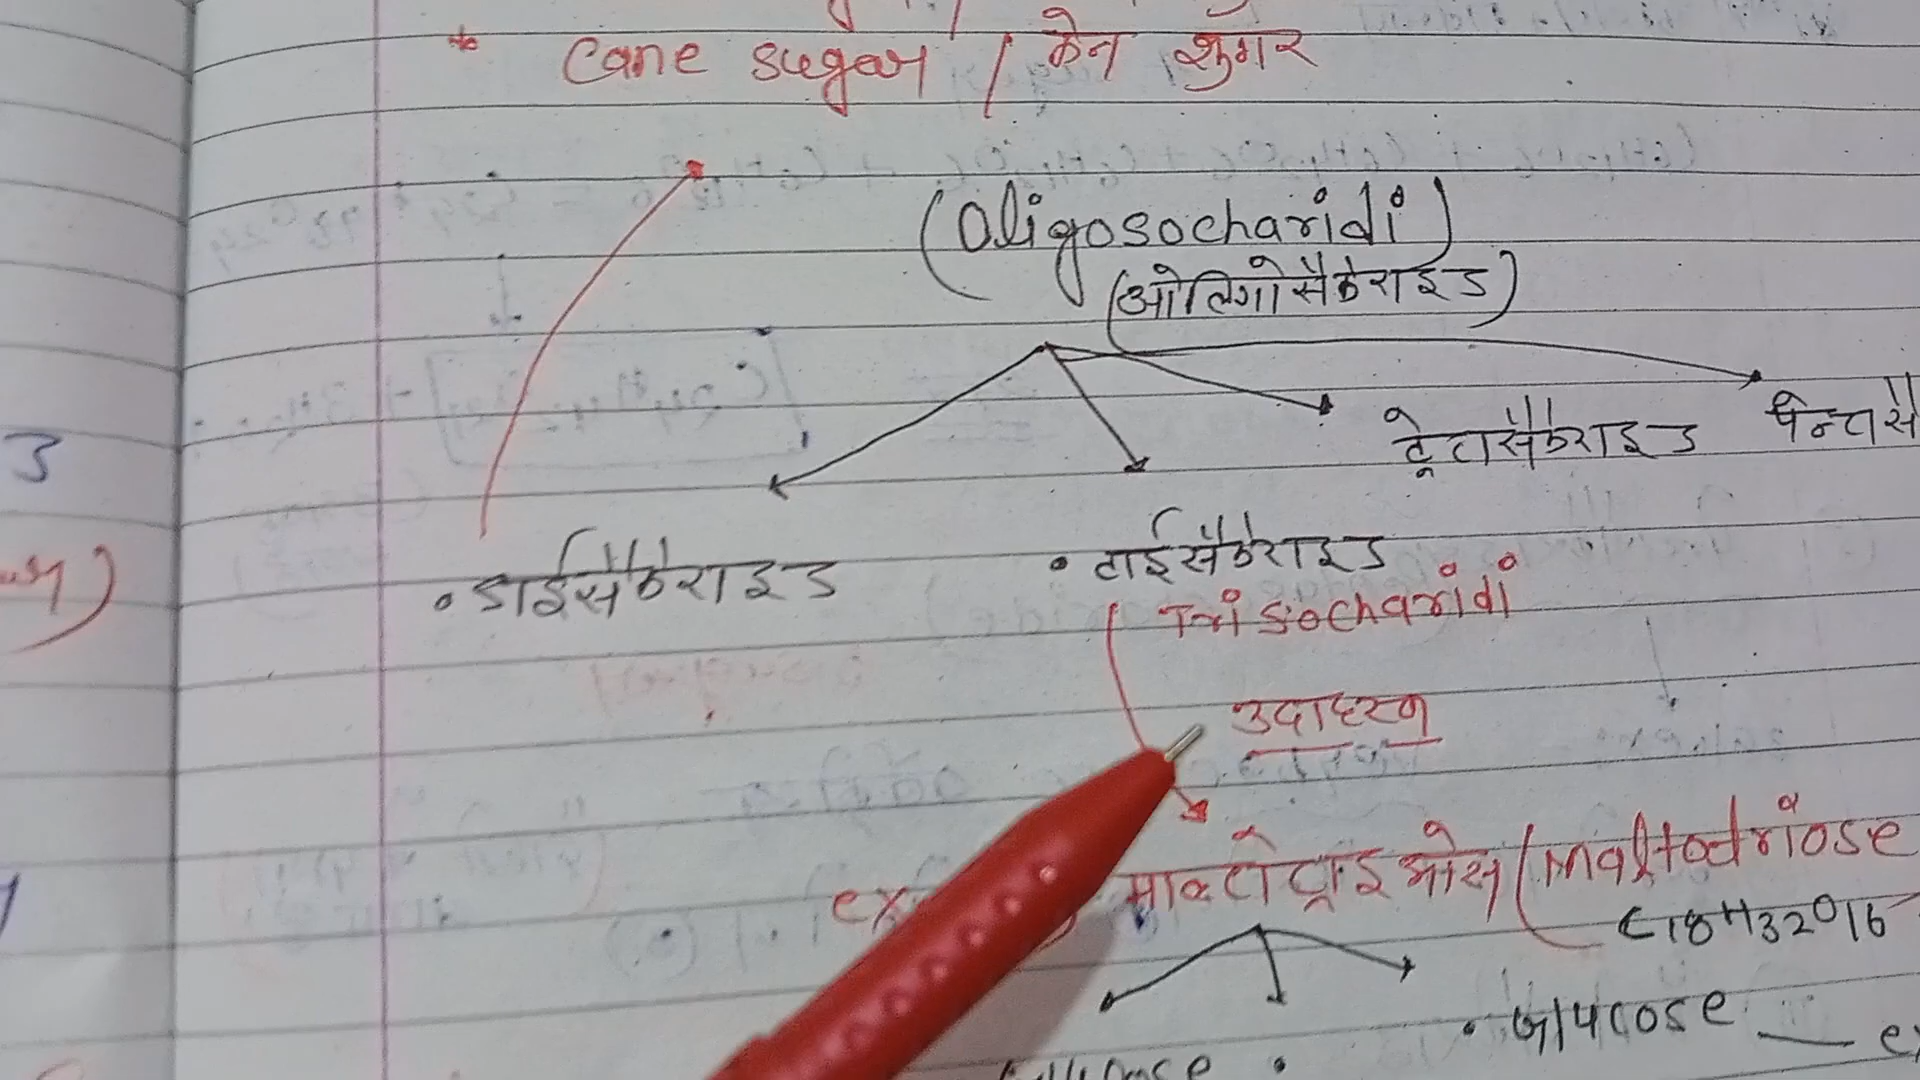 * Cane sugar / केन शुगर
(Oligosocharidi)
(ओलिगोसैकेराइड)
टेट्रासैकेराइड
पेन्टासै
• डाईसैकेराइड
• टाईसैकेराइड
Tri socharidi
उदाहरण
ex
माल्टोट्राइओस / (Maltotriose
C18H32O16
• glucose